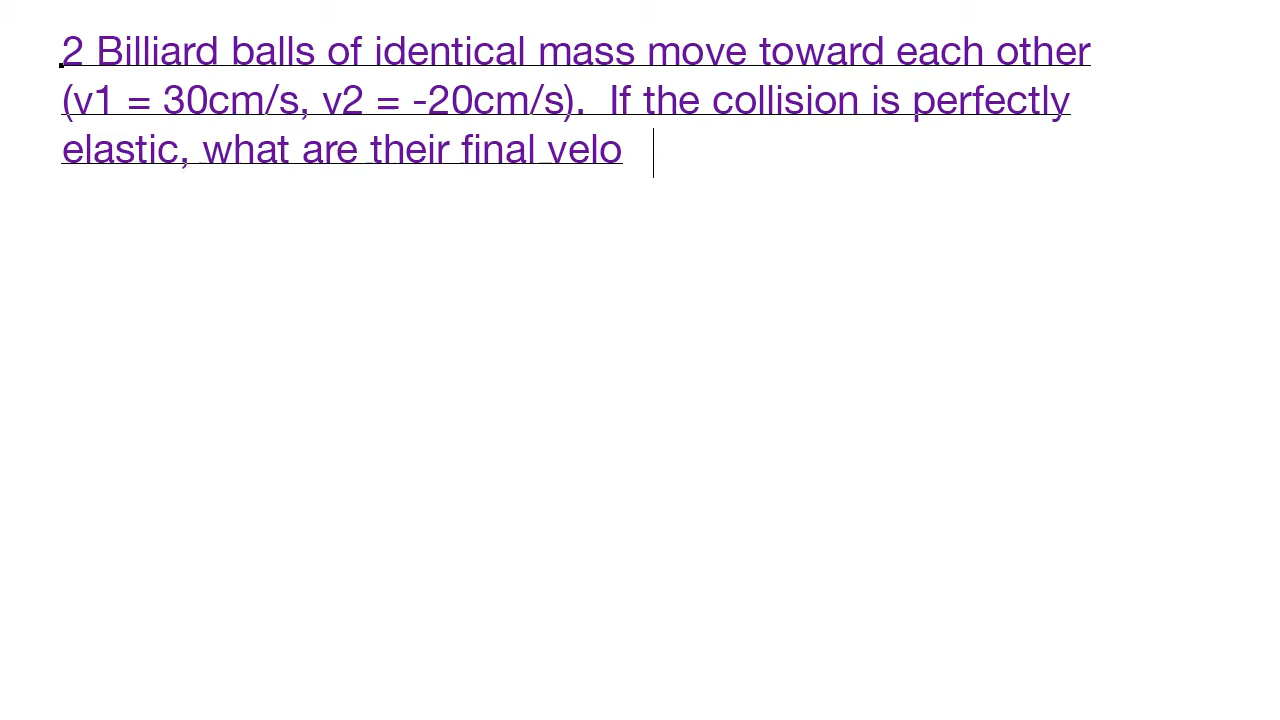 2 Billiard balls of identical mass move toward each other
(v1 = 30cm/s, v2 = -20cm/s).  If the collision is perfectly
elastic, what are their final velo